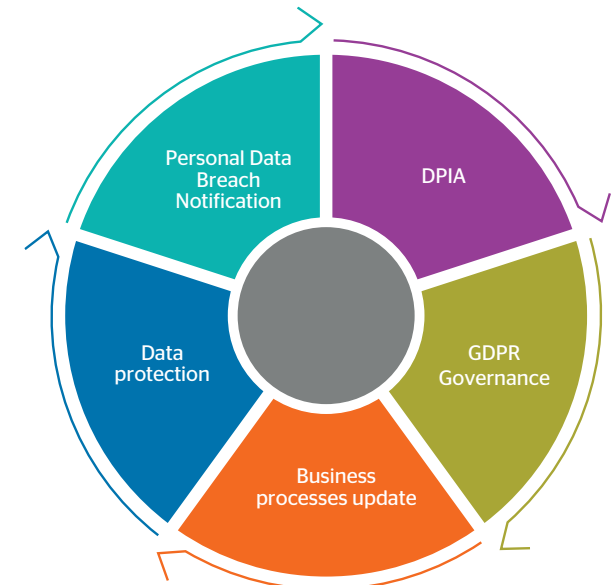 Personal Data
Breach
Notification
DPIA
GDPR
Governance
Data
protection
Business
processes update